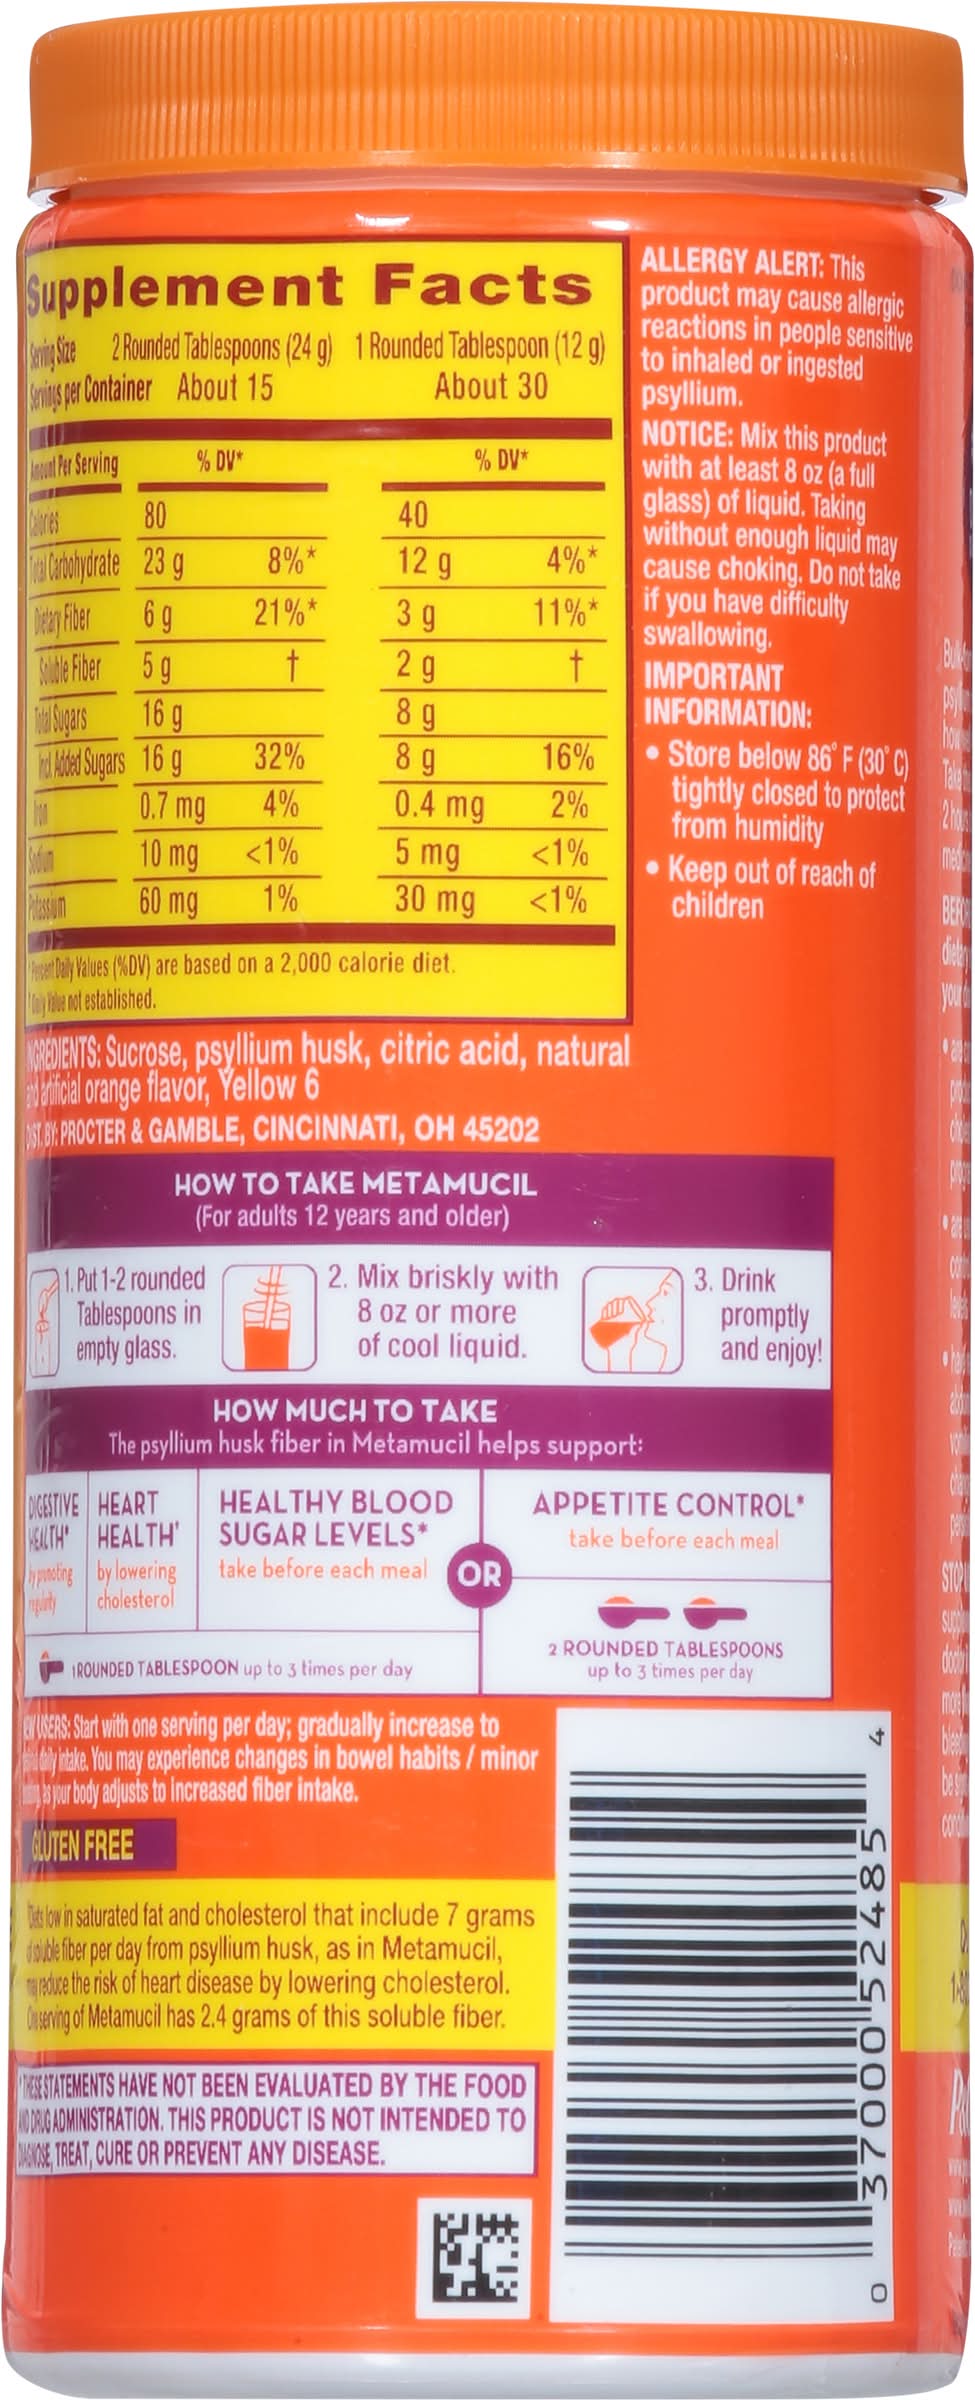 Supplement Facts
Serving Size 2 Rounded Tablespoons (24 g) 1 Rounded Tablespoon (12 g)
Servings per Container About 15 About 30
Amount Per Serving % DV* % DV*
Calories 80 40
Total Carbohydrate 23 g 8%* 12 g 4%*
Dietary Fiber 6 g 21%* 3 g 11%*
Soluble Fiber 5 g † 2 g †
Total Sugars 16 g 8 g
Incl. Added Sugars 16 g 32% 8 g 16%
Iron 0.7 mg 4% 0.4 mg 2%
Sodium 10 mg <1% 5 mg <1%
Potassium 60 mg 1% 30 mg <1%
*Percent Daily Values (%DV) are based on a 2,000 calorie diet.
Daily Value not established.
INGREDIENTS: Sucrose, psyllium husk, citric acid, natural
and artificial orange flavor, Yellow 6
DIST. BY: PROCTER & GAMBLE, CINCINNATI, OH 45202
ALLERGY ALERT: This
product may cause allergic
reactions in people sensitive
to inhaled or ingested
psyllium.
NOTICE: Mix this product
with at least 8 oz (a full
glass) of liquid. Taking
without enough liquid may
cause choking. Do not take
if you have difficulty
swallowing.
IMPORTANT
INFORMATION:
• Store below 86° F (30° C)
tightly closed to protect
from humidity
• Keep out of reach of
children
HOW TO TAKE METAMUCIL
(For adults 12 years and older)
1. Put 1-2 rounded
Tablespoons in
empty glass.
2. Mix briskly with
8 oz or more
of cool liquid.
3. Drink
promptly
and enjoy!
HOW MUCH TO TAKE
The psyllium husk fiber in Metamucil helps support:
DIGESTIVE
HEALTH*
by promoting
regularity
HEART
HEALTH†
by lowering
cholesterol
HEALTHY BLOOD
SUGAR LEVELS*
take before each meal
1 ROUNDED TABLESPOON up to 3 times per day
OR
APPETITE CONTROL*
take before each meal
2 ROUNDED TABLESPOONS
up to 3 times per day
NEW USERS: Start with one serving per day; gradually increase to
daily intake. You may experience changes in bowel habits / minor
as your body adjusts to increased fiber intake.
GLUTEN FREE
Diets low in saturated fat and cholesterol that include 7 grams
of soluble fiber per day from psyllium husk, as in Metamucil,
may reduce the risk of heart disease by lowering cholesterol.
One serving of Metamucil has 2.4 grams of this soluble fiber.
*THESE STATEMENTS HAVE NOT BEEN EVALUATED BY THE FOOD
AND DRUG ADMINISTRATION. THIS PRODUCT IS NOT INTENDED TO
DIAGNOSE, TREAT, CURE OR PREVENT ANY DISEASE.
0 37000 52485 4